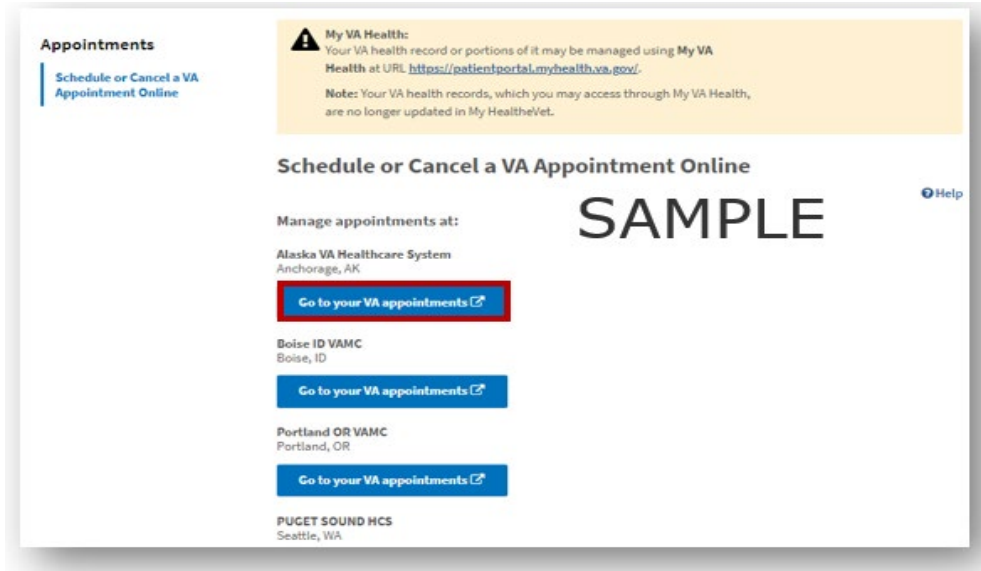 Appointments
Schedule or Cancel a VA
Appointment Online
My VA Health:
Your VA health record or portions of it may be managed using My VA
Health at URL https://patientportal.myhealth.va.gov/.
Note: Your VA health records, which you may access through My VA Health,
are no longer updated in My HealtheVet.
Schedule or Cancel a VA Appointment Online
Help
SAMPLE
Manage appointments at:
Alaska VA Healthcare System
Anchorage, AK
Go to your VA appointments
Boise ID VAMC
Boise, ID
Go to your VA appointments
Portland OR VAMC
Portland, OR
Go to your VA appointments
PUGET SOUND HCS
Seattle, WA